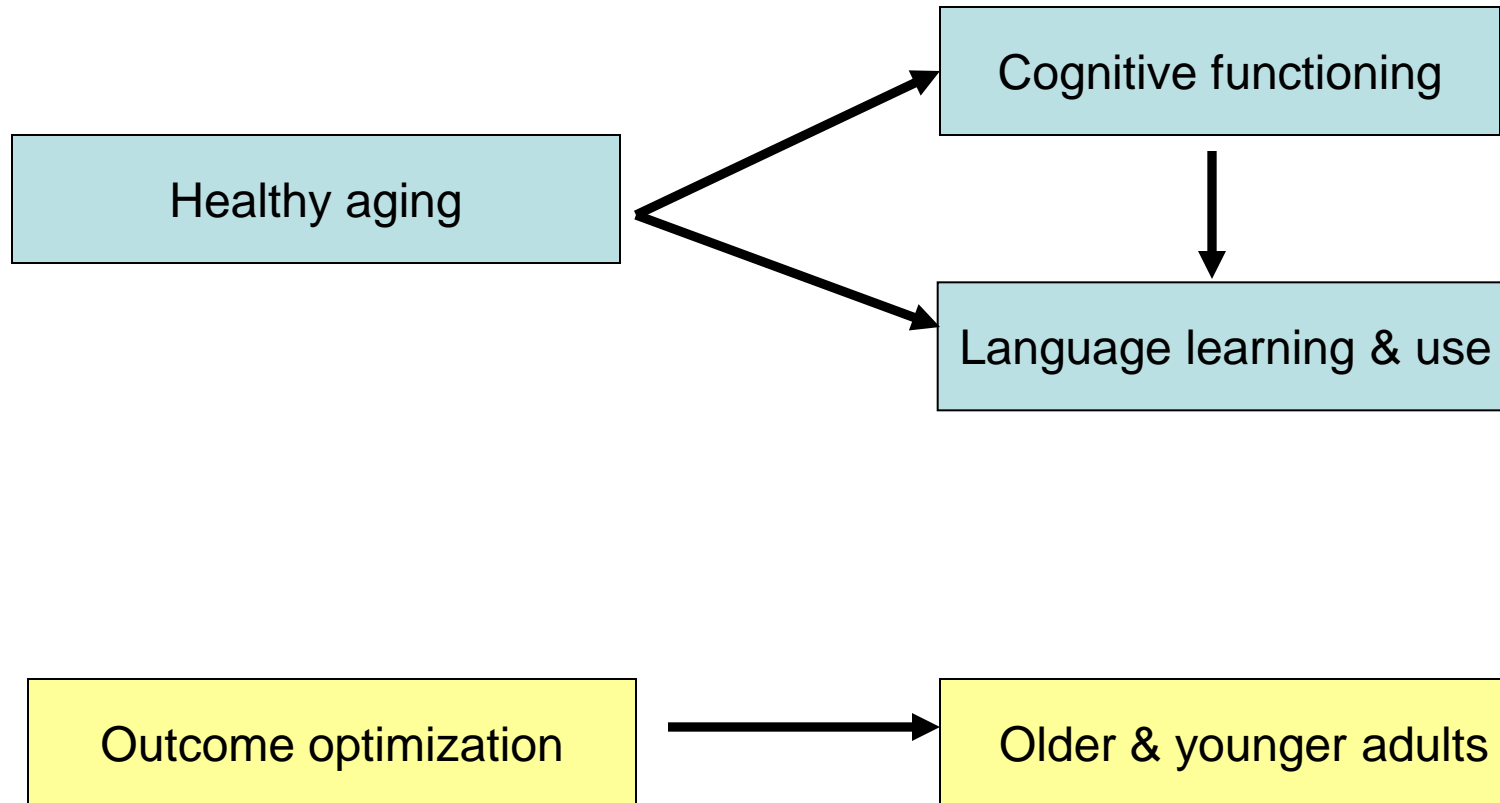 Cognitive functioning
Healthy aging
Language learning & use
Outcome optimization
Older & younger adults